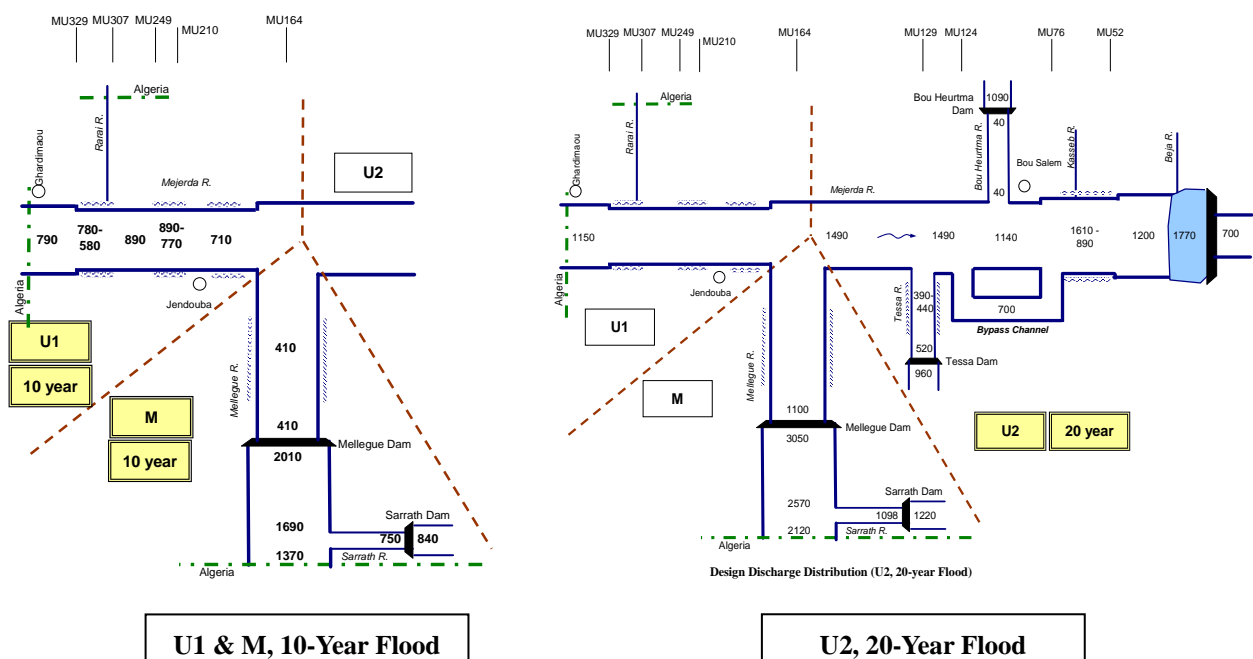 MU329
MU307
MU249
MU210
MU164
Algeria
Rarai R.
Ghardimaou
Mejerda R.
U2
790
780-
580
890
890-
770
710
Algeria
Jendouba
U1
10 year
M
10 year
Mellegue R.
410
410
Mellegue Dam
2010
1690
1370
Sarrath Dam
750
840
Sarrath R.
Algeria
U1 & M, 10-Year Flood
MU329
MU307
MU249
MU210
MU164
MU129
MU124
MU76
MU52
Algeria
Rarai R.
Ghardimaou
Mejerda R.
Bou Heurtma
Dam
1090
40
Bou Heurtma R.
40
Bou Salem
Kasseb R.
Beja R.
1150
1490
1490
1140
1610 -
890
1200
1770
700
Algeria
Jendouba
U1
M
Mellegue R.
Tessa R.
390-
440
520
Tessa Dam
960
700
Bypass Channel
1100
Mellegue Dam
3050
U2
20 year
2570
2120
Sarrath Dam
1098
1220
Sarrath R.
Algeria
Design Discharge Distribution (U2, 20-year Flood)
U2, 20-Year Flood